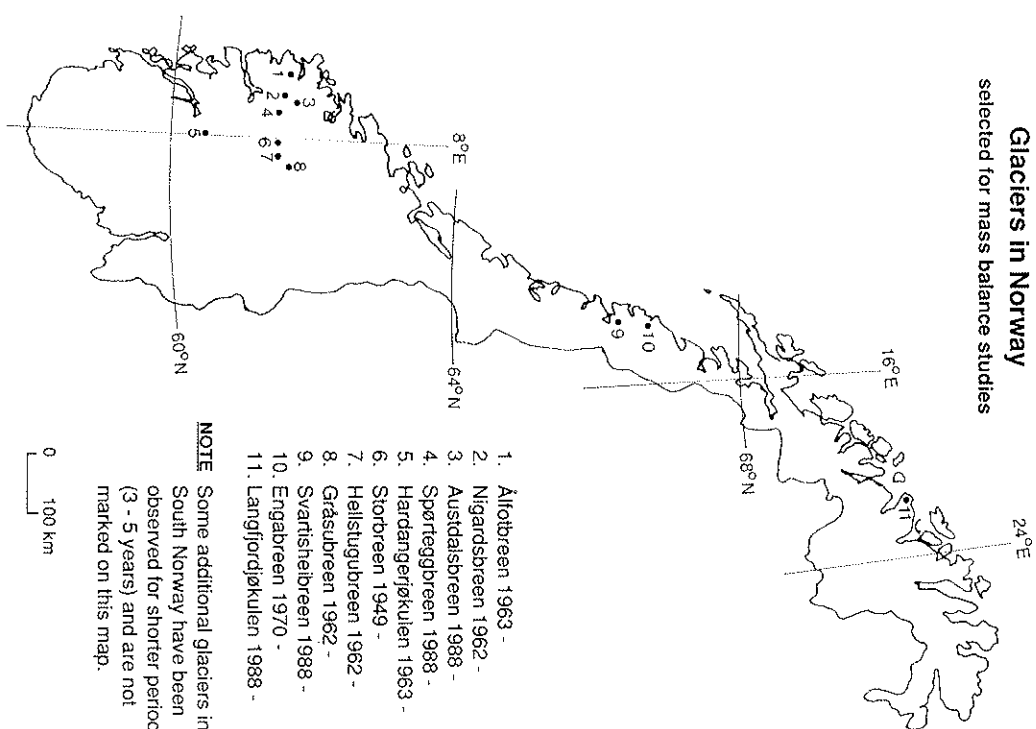 Glaciers in Norway
selected for mass balance studies
24°E
16°E
8°E
68°N
64°N
60°N
1
2
3
4
5
6
7
8
9
10
11
1. Ålfotbreen 1963 -
2. Nigardsbreen 1962 -
3. Austdalsbreen 1988 -
4. Spørteggbreen 1988 -
5. Hardangerjøkulen 1963 -
6. Storbreen 1949 -
7. Hellstugubreen 1962 -
8. Gråsubreen 1962 -
9. Svartisheibreen 1988 -
10. Engabreen 1970 -
11. Langfjordjøkulen 1988 -
NOTE Some additional glaciers in
South Norway have been
observed for shorter perioc
(3 - 5 years) and are not
marked on this map.
0 100 km